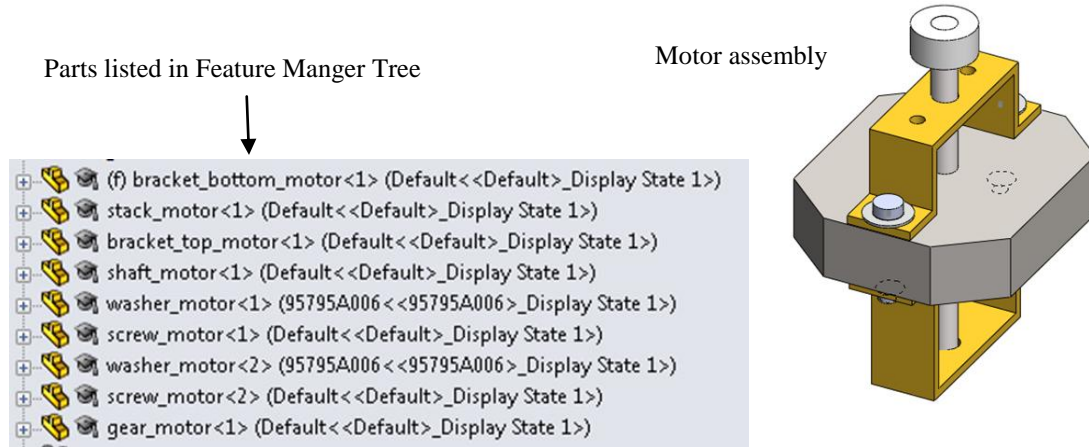 Parts listed in Feature Manger Tree
Motor assembly
(f) bracket_bottom_motor<1> (Default<<Default>_Display State 1>)
stack_motor<1> (Default<<Default>_Display State 1>)
bracket_top_motor<1> (Default<<Default>_Display State 1>)
shaft_motor<1> (Default<<Default>_Display State 1>)
washer_motor<1> (95795A006<<95795A006>_Display State 1>)
screw_motor<1> (Default<<Default>_Display State 1>)
washer_motor<2> (95795A006<<95795A006>_Display State 1>)
screw_motor<2> (Default<<Default>_Display State 1>)
gear_motor<1> (Default<<Default>_Display State 1>)